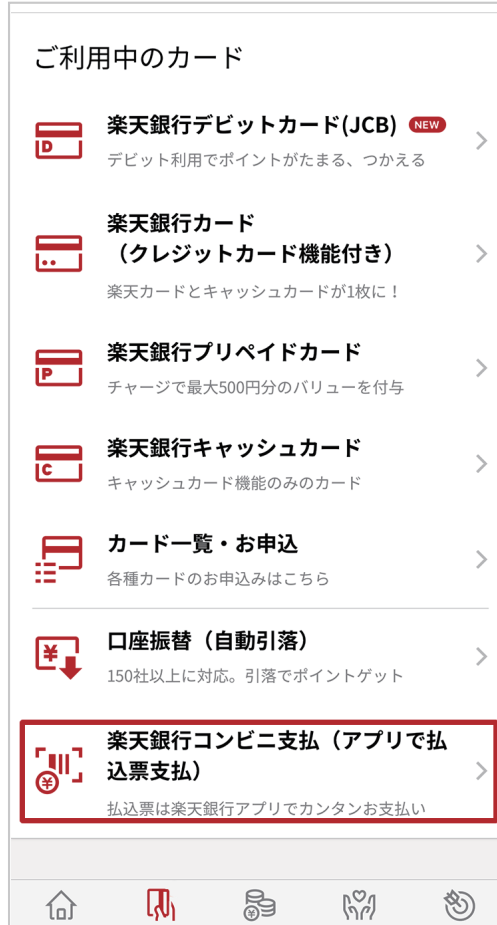 ご利用中のカード
楽天銀行デビットカード(JCB) NEW
D
デビット利用でポイントがたまる、つかえる
楽天銀行カード
（クレジットカード機能付き）
楽天カードとキャッシュカードが1枚に！
楽天銀行プリペイドカード
P
チャージで最大500円分のバリューを付与
楽天銀行キャッシュカード
C
キャッシュカード機能のみのカード
カード一覧・お申込
各種カードのお申込みはこちら
口座振替（自動引落）
¥
150社以上に対応。引落でポイントゲット
楽天銀行コンビニ支払（アプリで払
込票支払）
¥
払込票は楽天銀行アプリでカンタンお支払い
¥